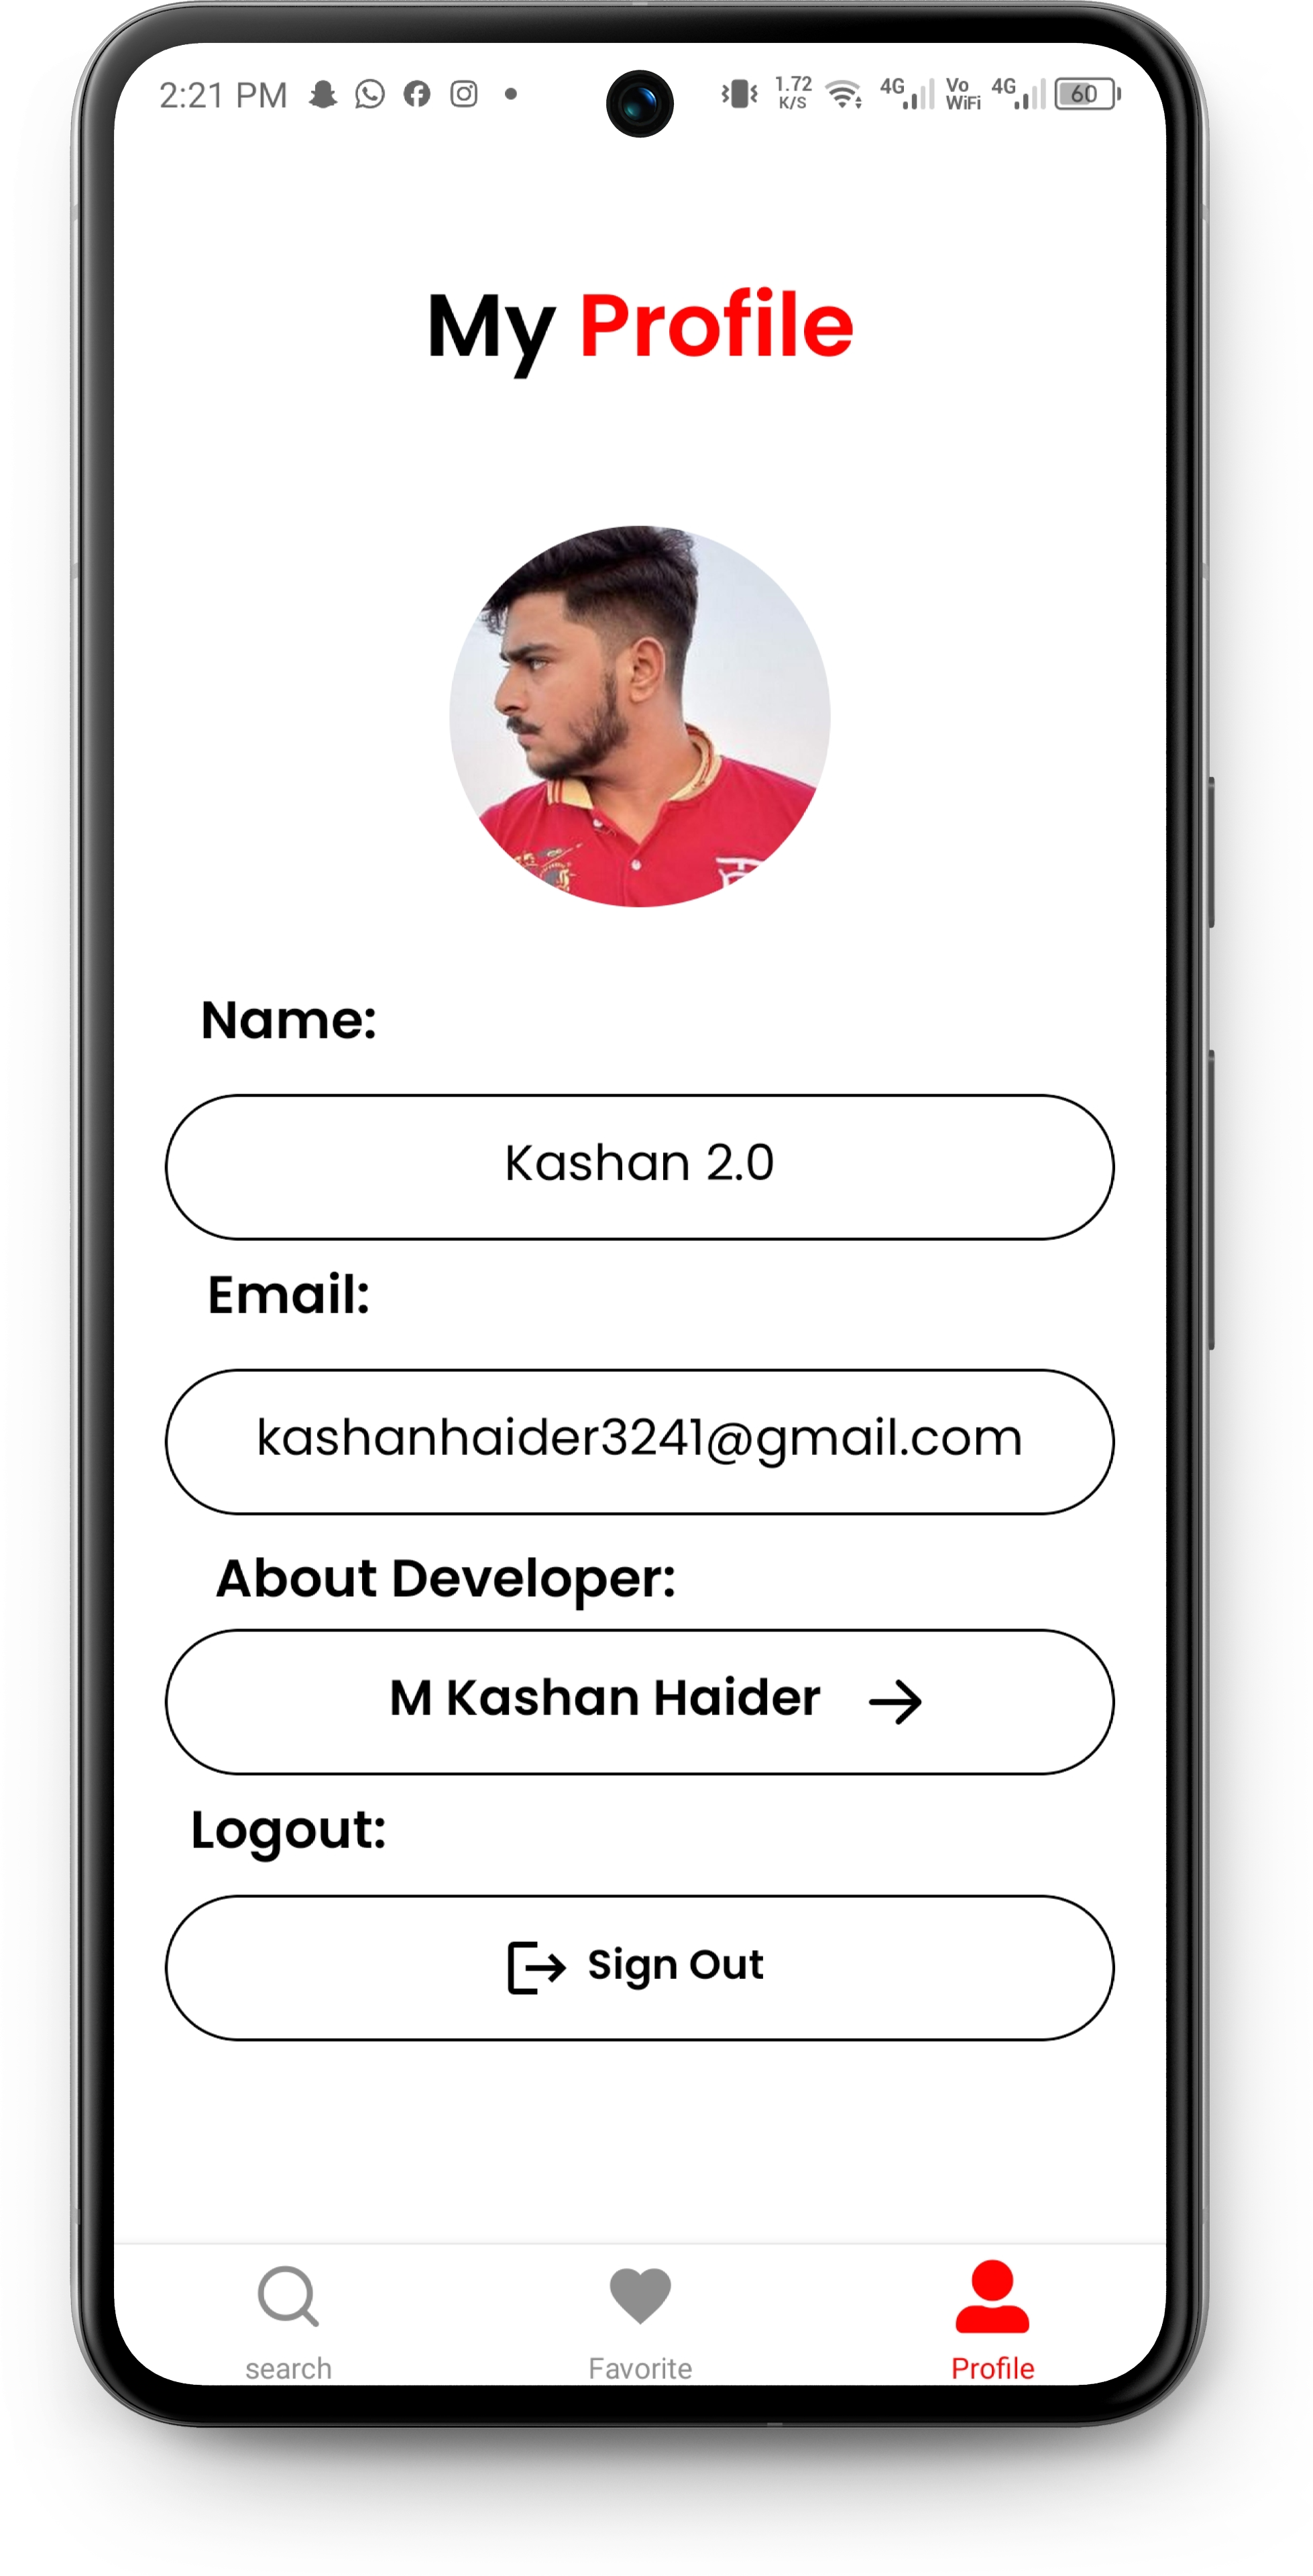 2:21 PM 1.72 K/S 4G Vo WiFi 4G 60
My Profile
Name:
Kashan 2.0
Email:
kashanhaider3241@gmail.com
About Developer:
M Kashan Haider
Logout:
Sign Out
search Favorite Profile